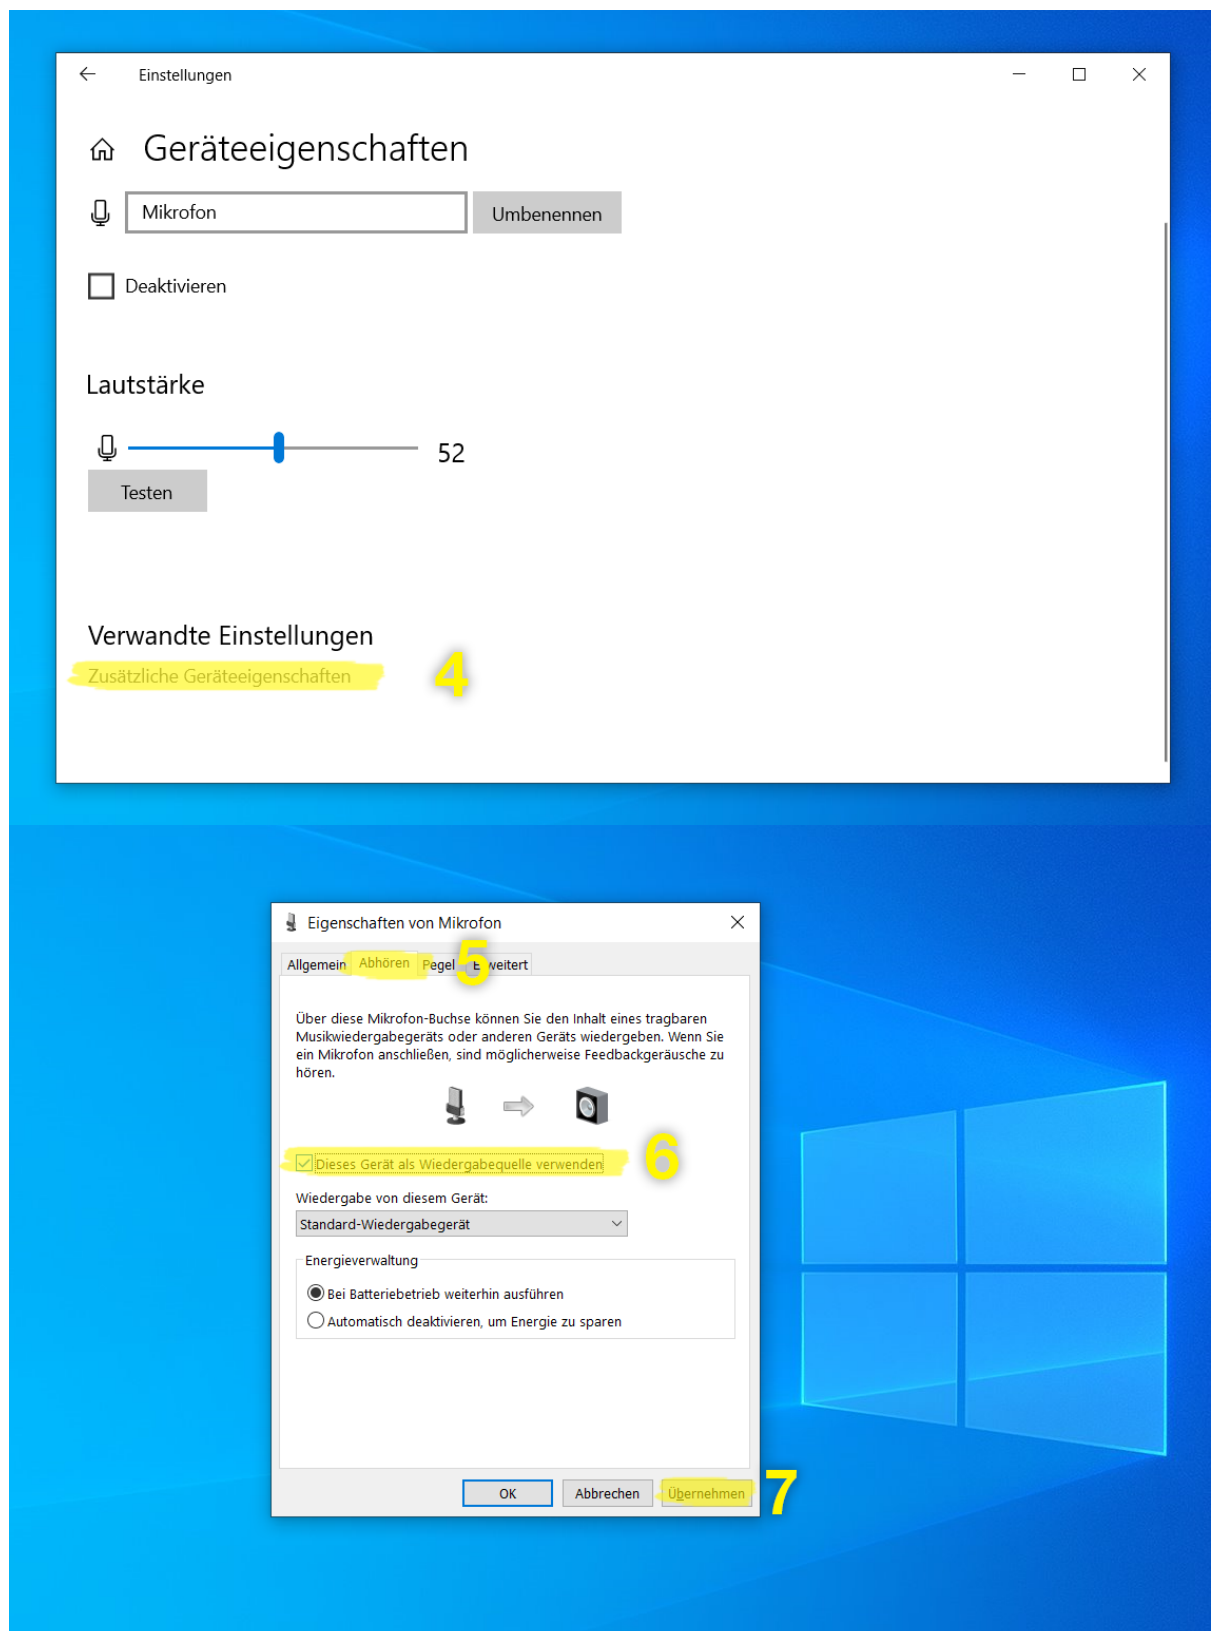 Einstellungen
Geräteeigenschaften
Mikrofon
Umbenennen
Deaktivieren
Lautstärke
52
Testen
Verwandte Einstellungen
Zusätzliche Geräteeigenschaften
4
Eigenschaften von Mikrofon
5
Allgemein Abhören Pegel Erweitert
Über diese Mikrofon-Buchse können Sie den Inhalt eines tragbaren
Musikwiedergabegeräts oder anderen Geräts wiedergeben. Wenn Sie
ein Mikrofon anschließen, sind möglicherweise Feedbackgeräusche zu
hören.
Dieses Gerät als Wiedergabequelle verwenden
6
Wiedergabe von diesem Gerät:
Standard-Wiedergabegerät
Energieverwaltung
Bei Batteriebetrieb weiterhin ausführen
Automatisch deaktivieren, um Energie zu sparen
OK
Abbrechen
Übernehmen
7